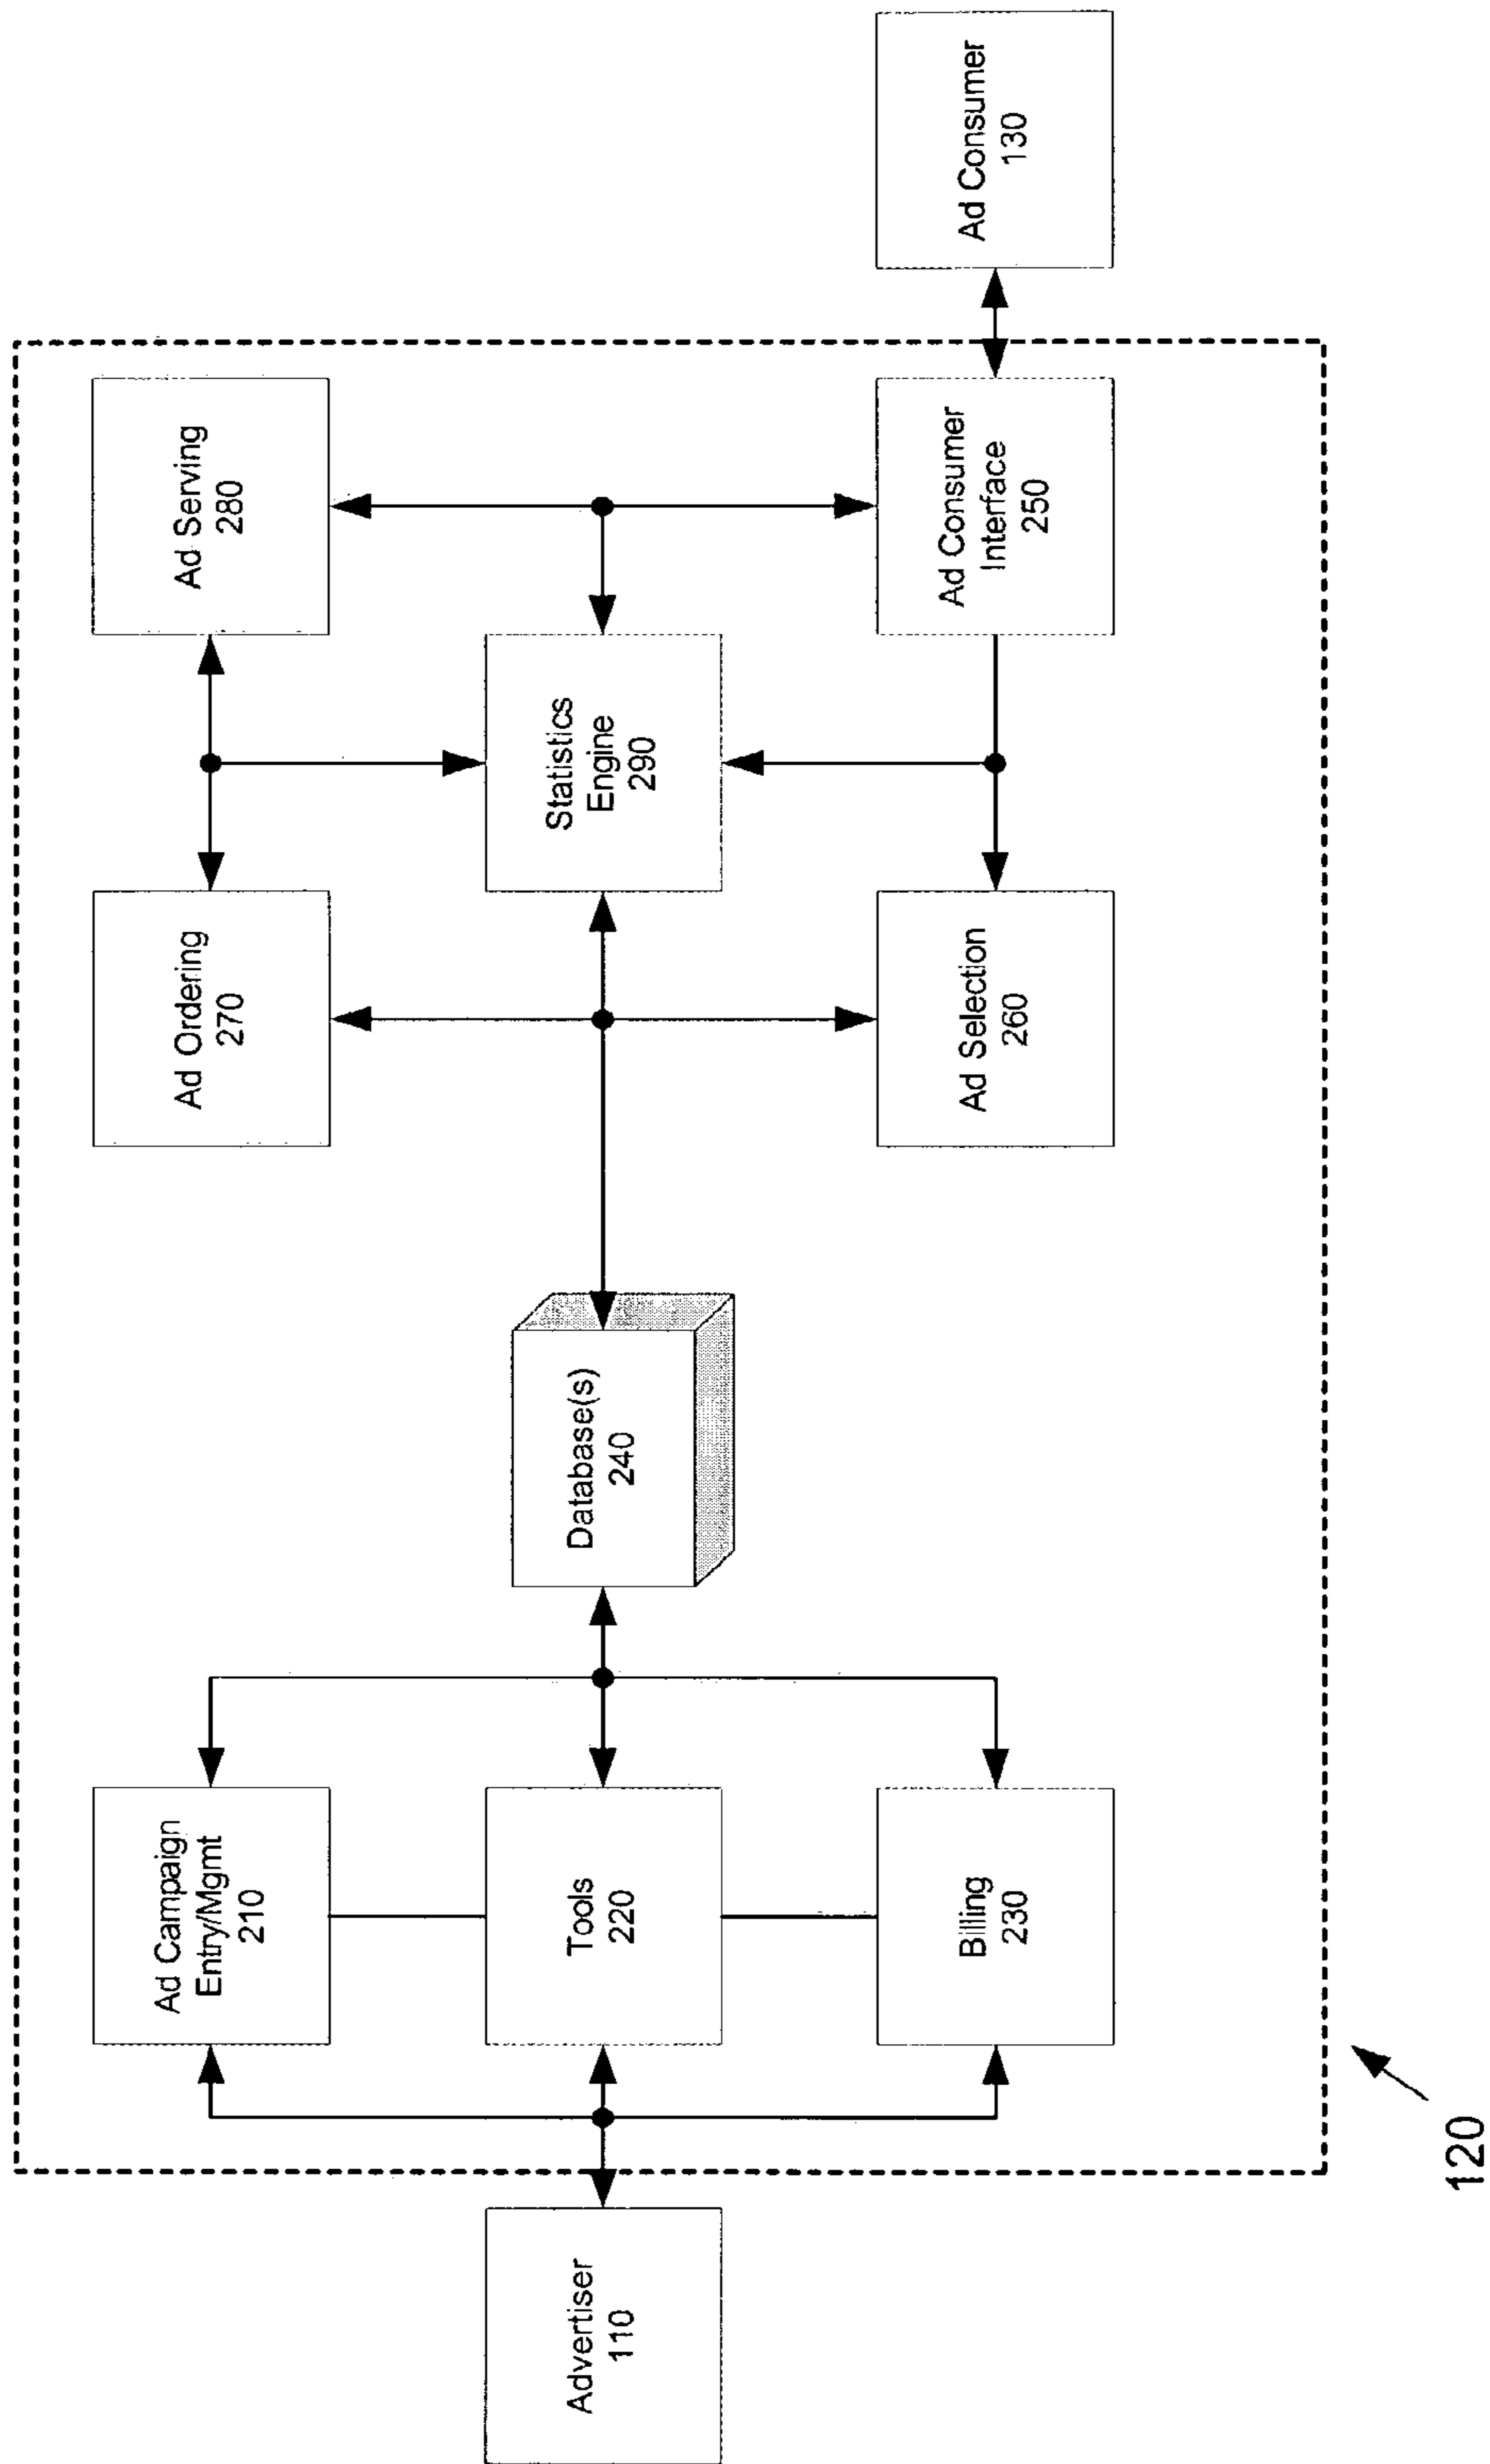 Advertiser
110
Ad Campaign
Entry/Mgmt
210
Tools
220
Billing
230
Database(s)
240
Ad Ordering
270
Ad Selection
260
Statistics
Engine
290
Ad Serving
280
Ad Consumer
Interface
250
Ad Consumer
130
120